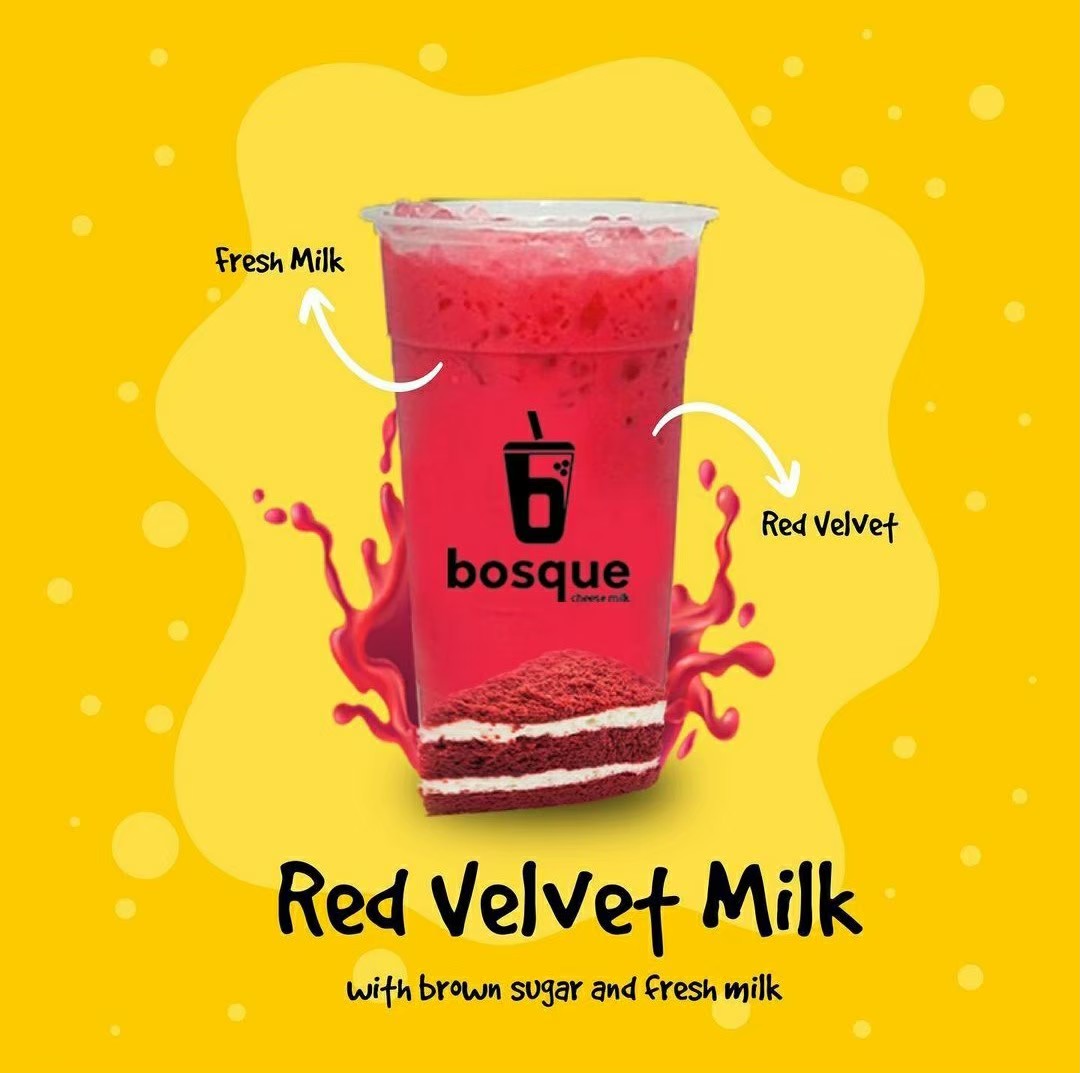 Fresh Milk
Red Velvet
bosque
cheese milk
Red Velvet Milk
with brown sugar and fresh milk